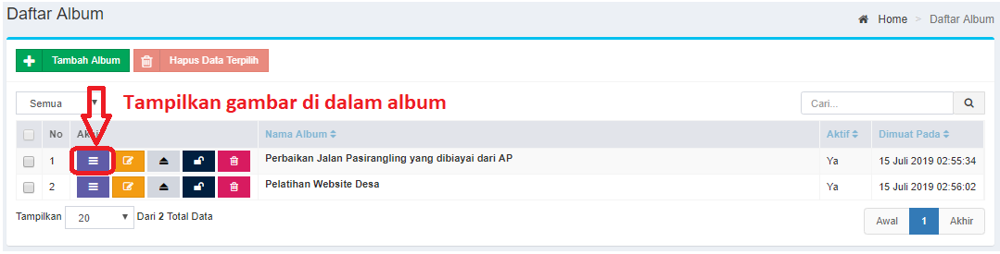 Daftar Album
Home > Daftar Album
Tambah Album Hapus Data Terpilih
Semua Tampilkan gambar di dalam album Cari...
No Aksi Nama Album Aktif Dimuat Pada
1 Perbaikan Jalan Pasirangling yang dibiayai dari AP Ya 15 Juli 2019 02:55:34
2 Pelatihan Website Desa Ya 15 Juli 2019 02:56:02
Tampilkan 20 Dari 2 Total Data Awal 1 Akhir